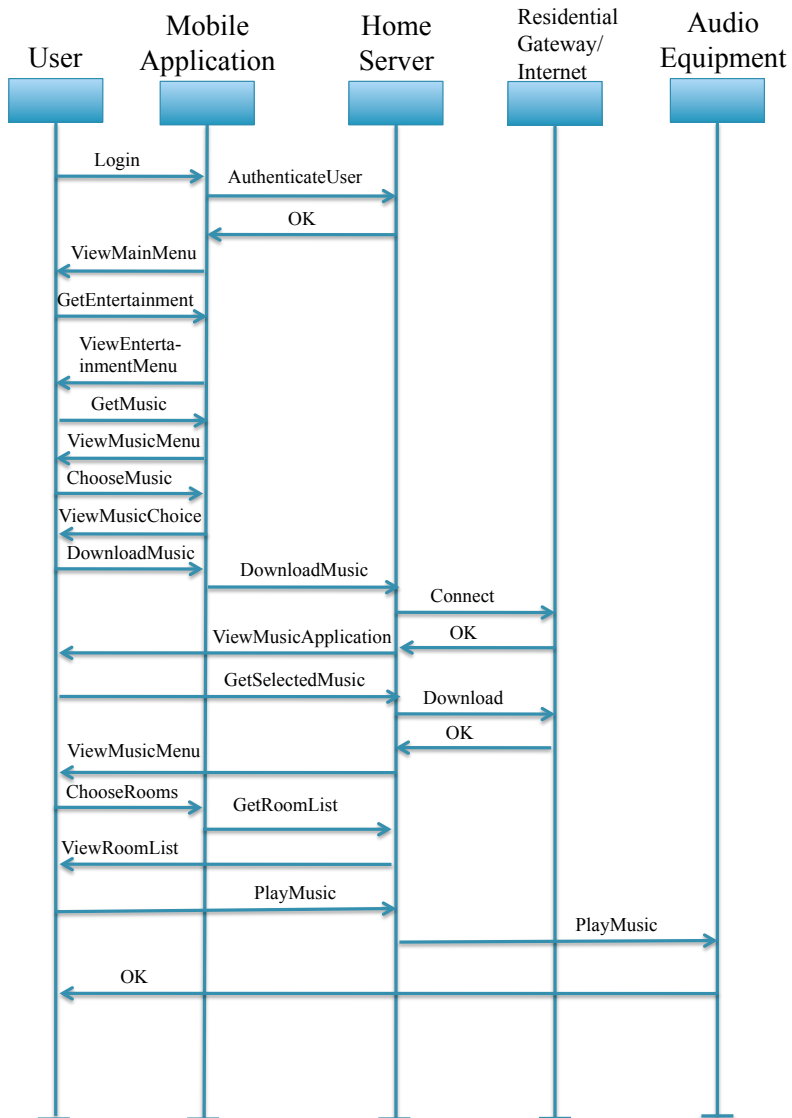 User
Mobile
Application
Home
Server
Residential
Gateway/
Internet
Audio
Equipment
Login
AuthenticateUser
OK
ViewMainMenu
GetEntertainment
ViewEnterta-
inmentMenu
GetMusic
ViewMusicMenu
ChooseMusic
ViewMusicChoice
DownloadMusic
DownloadMusic
Connect
OK
ViewMusicApplication
GetSelectedMusic
Download
OK
ViewMusicMenu
ChooseRooms
GetRoomList
ViewRoomList
PlayMusic
PlayMusic
OK